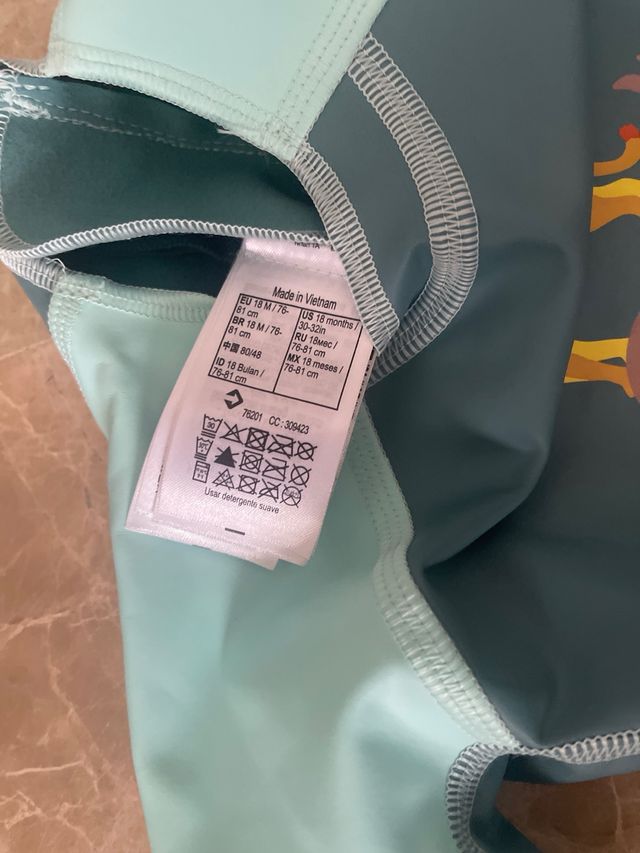 Made in Vietnam
EU 18 M / 76-
81 cm
BR 18 M / 76-
81 cm
中国 80/48
ID 18 Bulan /
76-81 cm
US 18 months /
30-32in
RU 18мес /
76-81 cm
MX 18 meses /
76-81 cm
76201 CC : 309423
30
Usar detergente suave